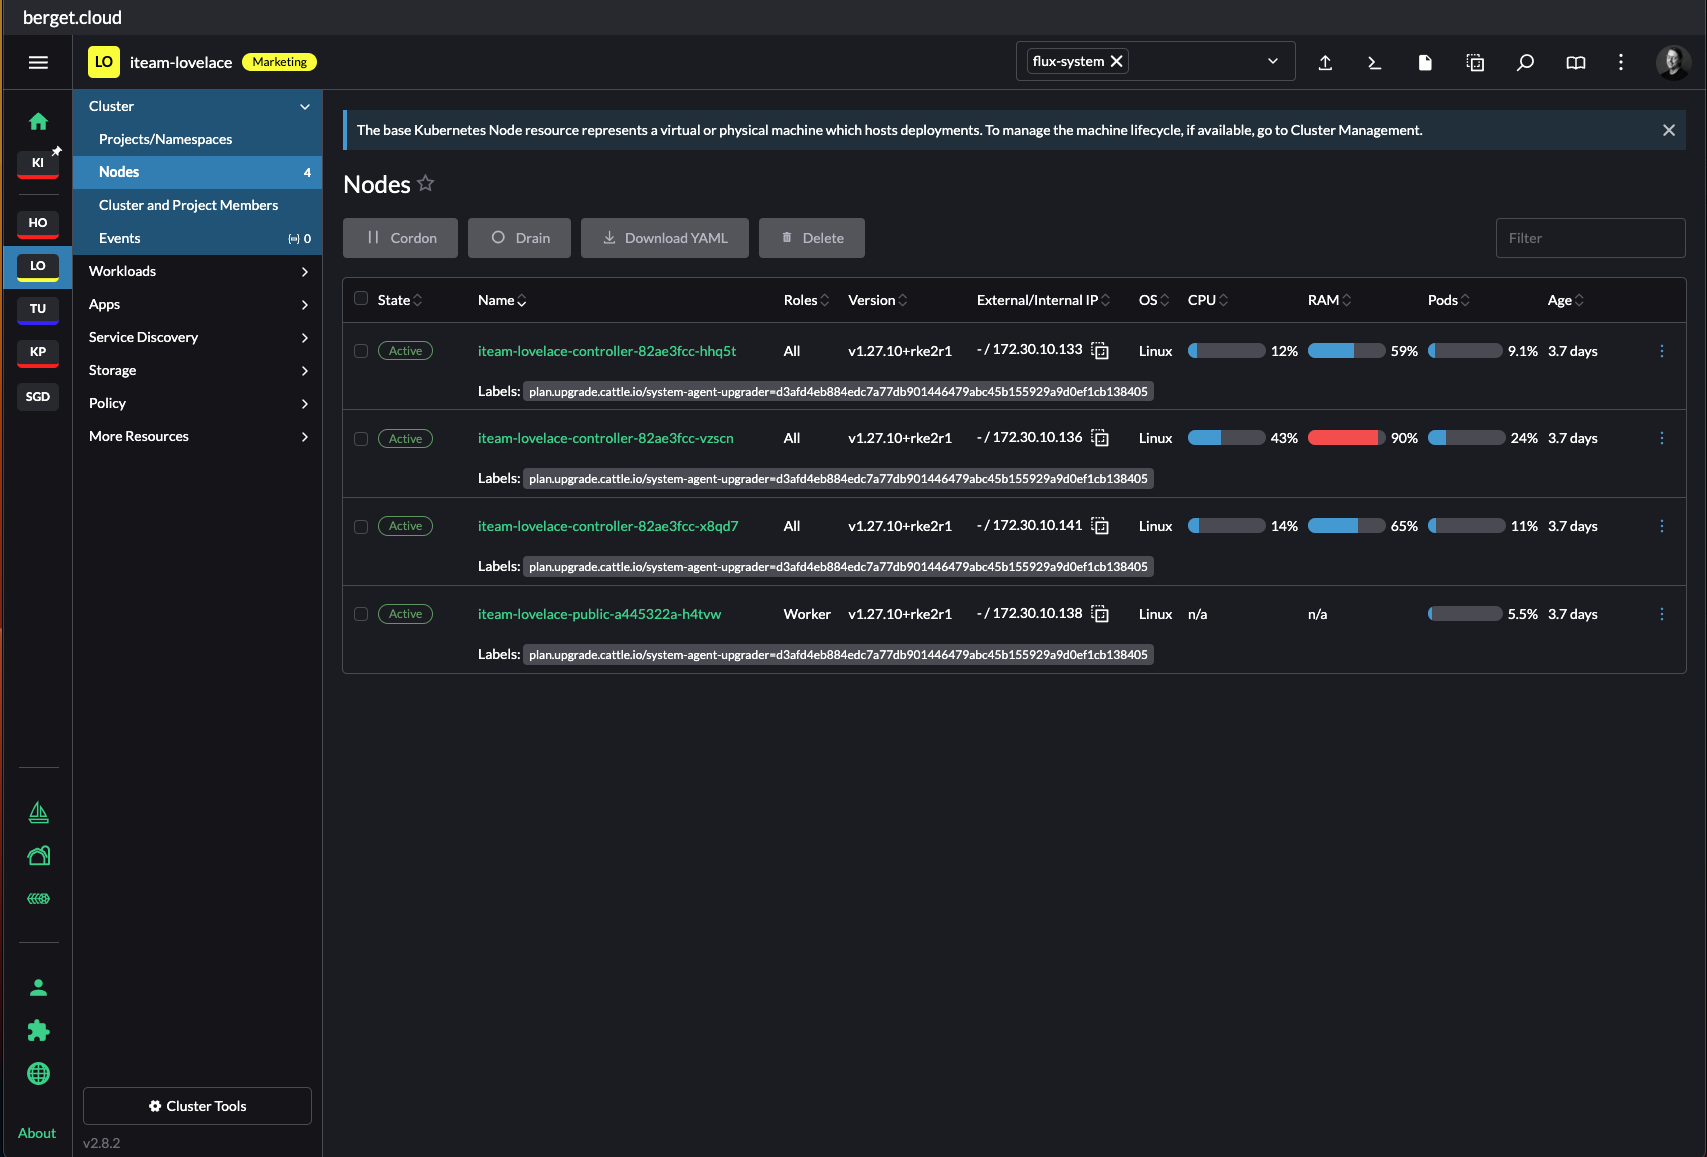 berget.cloud
LO iteam-lovelace Marketing
flux-system
KI
HO
LO
TU
KP
SGD
About
Cluster
Projects/Namespaces
Nodes 4
Cluster and Project Members
Events 0
Workloads
Apps
Service Discovery
Storage
Policy
More Resources
Cluster Tools
v2.8.2
The base Kubernetes Node resource represents a virtual or physical machine which hosts deployments. To manage the machine lifecycle, if available, go to Cluster Management.
Nodes
Cordon Drain Download YAML Delete Filter
State Name Roles Version External/Internal IP OS CPU RAM Pods Age
Active iteam-lovelace-controller-82ae3fcc-hhq5t All v1.27.10+rke2r1 - / 172.30.10.133 Linux 12% 59% 9.1% 3.7 days
Labels: plan.upgrade.cattle.io/system-agent-upgrader=d3afd4eb884edc7a77db901446479abc45b155929a9d0ef1cb138405
Active iteam-lovelace-controller-82ae3fcc-vzscn All v1.27.10+rke2r1 - / 172.30.10.136 Linux 43% 90% 24% 3.7 days
Labels: plan.upgrade.cattle.io/system-agent-upgrader=d3afd4eb884edc7a77db901446479abc45b155929a9d0ef1cb138405
Active iteam-lovelace-controller-82ae3fcc-x8qd7 All v1.27.10+rke2r1 - / 172.30.10.141 Linux 14% 65% 11% 3.7 days
Labels: plan.upgrade.cattle.io/system-agent-upgrader=d3afd4eb884edc7a77db901446479abc45b155929a9d0ef1cb138405
Active iteam-lovelace-public-a445322a-h4tvw Worker v1.27.10+rke2r1 - / 172.30.10.138 Linux n/a n/a 5.5% 3.7 days
Labels: plan.upgrade.cattle.io/system-agent-upgrader=d3afd4eb884edc7a77db901446479abc45b155929a9d0ef1cb138405